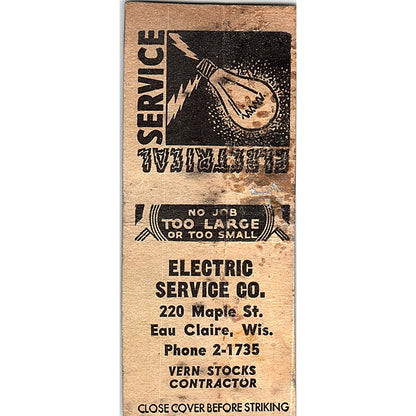 ELECTRICAL
SERVICE
NO JOB
TOO LARGE
OR TOO SMALL
ELECTRIC
SERVICE CO.
220 Maple St.
Eau Claire, Wis.
Phone 2-1735
VERN STOCKS
CONTRACTOR
CLOSE COVER BEFORE STRIKING